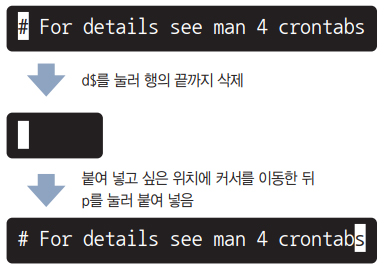 # For details see man 4 crontabs
d$를 눌러 행의 끝까지 삭제
붙여 넣고 싶은 위치에 커서를 이동한 뒤
p를 눌러 붙여 넣음
# For details see man 4 crontabs